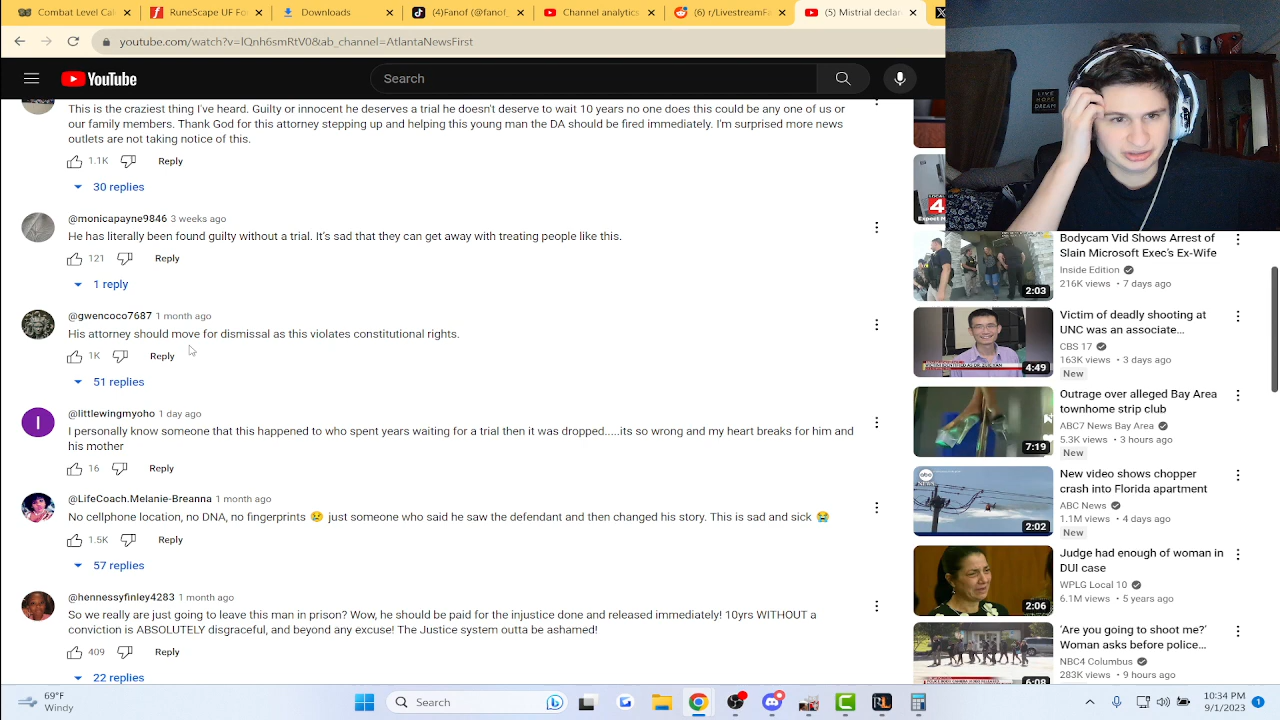 Combat Level Cal
RuneScape UF Fr
Downloads
(4)Fanof (@fanof
Channel analytics
(6) r/LivestreamFa
(5) Mistrial declar
youtube.com/watch?v=HJnh6smRtV0&ab_channel=AtlantaNewsFirst
YouTube
Search
This is the craziest thing I've heard. Guilty or innocent he deserves a trial he doesn't deserve to wait 10 years no one does this could be any one of us or
our family members. Thank God for this attorney stepping up and helping this young man the DA should be fired immediately. I'm surprised more news
outlets are not taking notice of this.
1.1K
Reply
30 replies
@monicapayne9846 3 weeks ago
He has literally been found guilty without trial. So sad that they can get away with doing people like this.
121
Reply
1 reply
@gwencoco7687 1 month ago
His attorney should move for dismissal as this violates constitutional rights.
1K
Reply
51 replies
@littlewingmyoho 1 day ago
I personally know someone that this happened to who spent 4 years waiting for a trial then it was dropped....Its so wrong and my heart breaks for him and
his mother
16
Reply
@LifeCoach.Melanie-Breanna 1 month ago
No cellphone location, no DNA, no fingerprints 😢 just someone who said he saw the defendant and then changed his story. This is sad and sick 😭
1.5K
Reply
57 replies
@hennessyfinley4283 1 month ago
So we really are just going to leave this man in prison? Wow, he should be paid for the injustice done and released immediately! 10yrs WITHOUT a
conviction is ABSOLUTELY disgraceful, and beyond any excuse! The Justice system outta be ashamed!
409
Reply
22 replies
LIVE
HOPE
DREAM
4
Bodycam Vid Shows Arrest of
Slain Microsoft Exec's Ex-Wife
Inside Edition
216K views • 7 days ago
2:03
Victim of deadly shooting at
UNC was an associate…
CBS 17
163K views • 3 days ago
New
4:49
Outrage over alleged Bay Area
townhome strip club
ABC7 News Bay Area
5.3K views • 3 hours ago
New
7:19
New video shows chopper
crash into Florida apartment
ABC News
1.1M views • 4 days ago
New
2:02
Judge had enough of woman in
DUI case
WPLG Local 10
6.1M views • 5 years ago
2:06
'Are you going to shoot me?'
Woman asks before police…
NBC4 Columbus
283K views • 9 hours ago
6:08
69°F
Windy
Search
RL
10:34 PM
9/1/2023
1